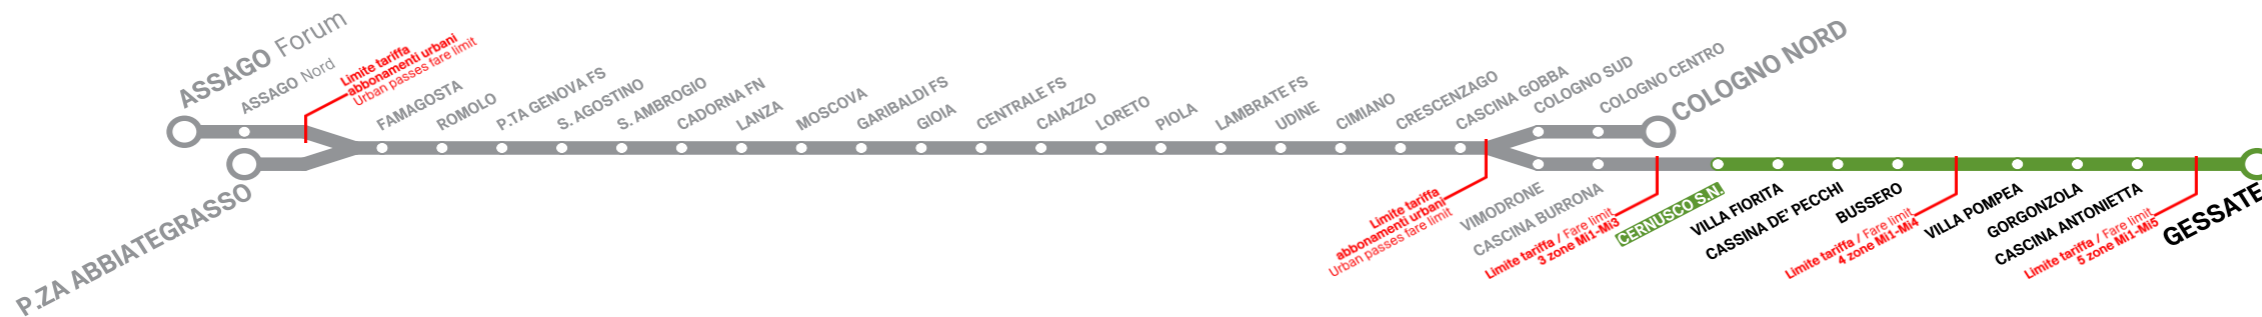 ASSAGO Forum
ASSAGO Nord
Limite tariffa
abbonamenti urbani
Urban passes fare limit
P.ZA ABBIATEGRASSO
FAMAGOSTA
ROMOLO
P.TA GENOVA FS
S. AGOSTINO
S. AMBROGIO
CADORNA FN
LANZA
MOSCOVA
GARIBALDI FS
GIOIA
CENTRALE FS
CAIAZZO
LORETO
PIOLA
LAMBRATE FS
UDINE
CIMIANO
CRESCENZAGO
CASCINA GOBBA
COLOGNO SUD
COLOGNO CENTRO
COLOGNO NORD
Limite tariffa
abbonamenti urbani
Urban passes fare limit
VIMODRONE
CASCINA BURRONA
Limite tariffa / Fare limit
3 zone Mi1-Mi3
CERNUSCO S.N.
VILLA FIORITA
CASSINA DE' PECCHI
BUSSERO
Limite tariffa / Fare limit
4 zone Mi1-Mi4
VILLA POMPEA
GORGONZOLA
CASCINA ANTONIETTA
Limite tariffa / Fare limit
5 zone Mi1-Mi5
GESSATE